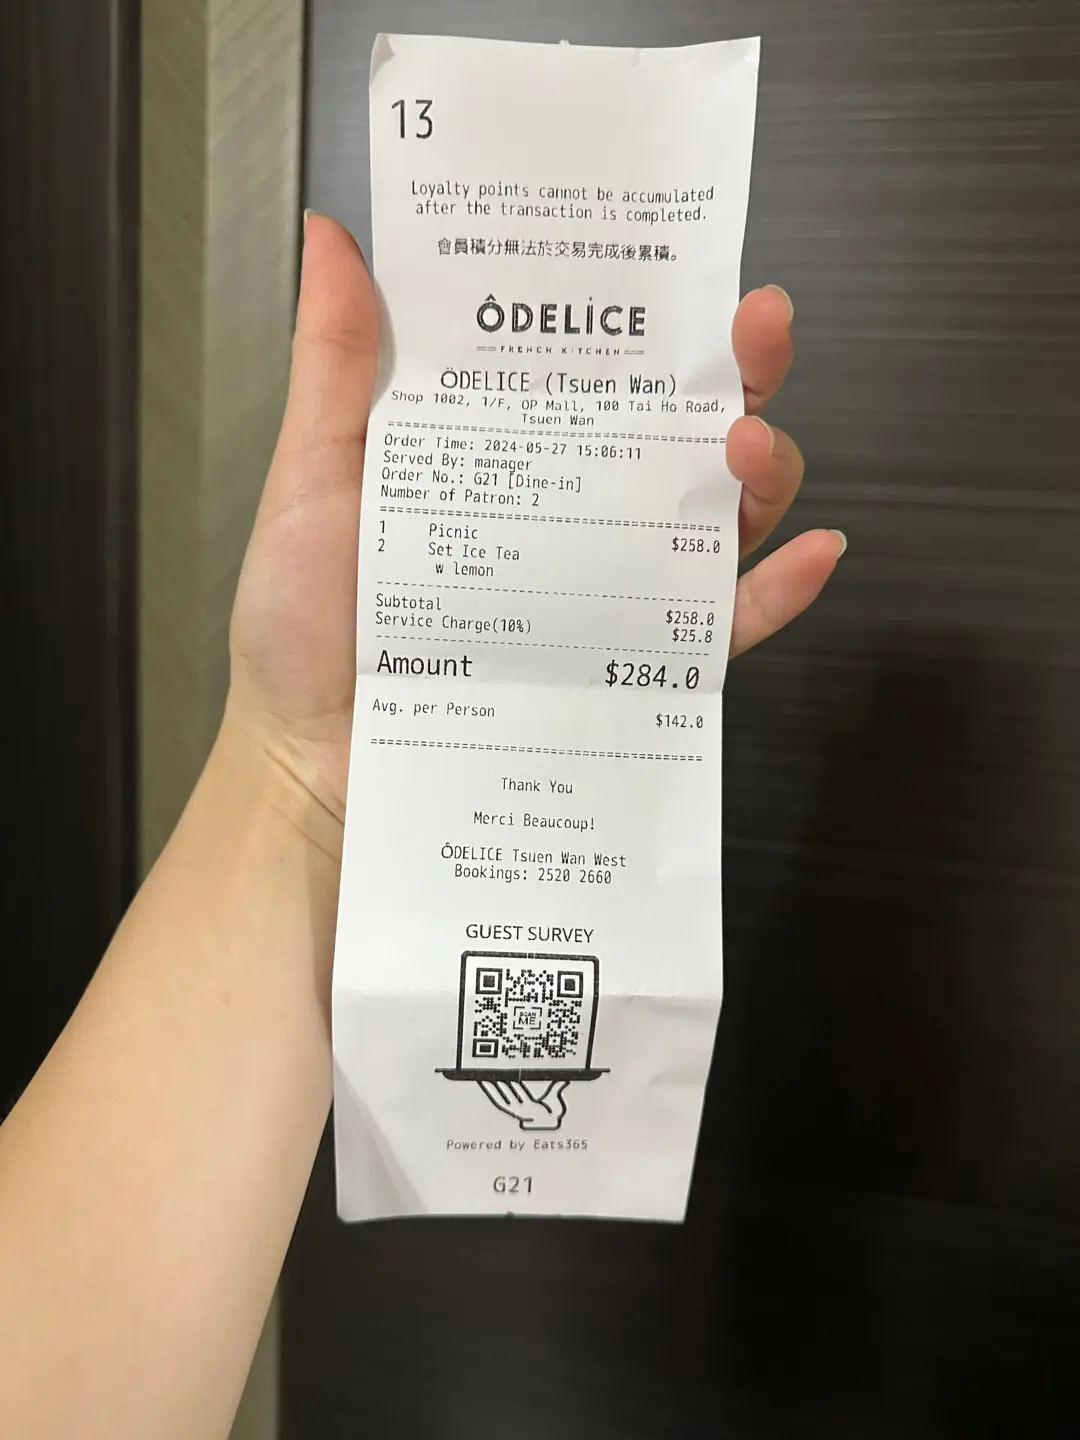 13
Loyalty points cannot be accumulated
after the transaction is completed.
會員積分無法於交易完成後累積。
ÔDELİCE
FRENCH KITCHEN
ÖDELICE (Tsuen Wan)
Shop 1002, 1/F, OP Mall, 100 Tai Ho Road,
Tsuen Wan
Order Time: 2024-05-27 15:06:11
Served By: manager
Order No.: G21 [Dine-in]
Number of Patron: 2
1 Picnic $258.0
2 Set Ice Tea
w lemon
Subtotal $258.0
Service Charge(10%) $25.8
Amount $284.0
Avg. per Person $142.0
Thank You
Merci Beaucoup!
ÔDELICE Tsuen Wan West
Bookings: 2520 2660
GUEST SURVEY
SCAN
ME
Powered by Eats365
G21